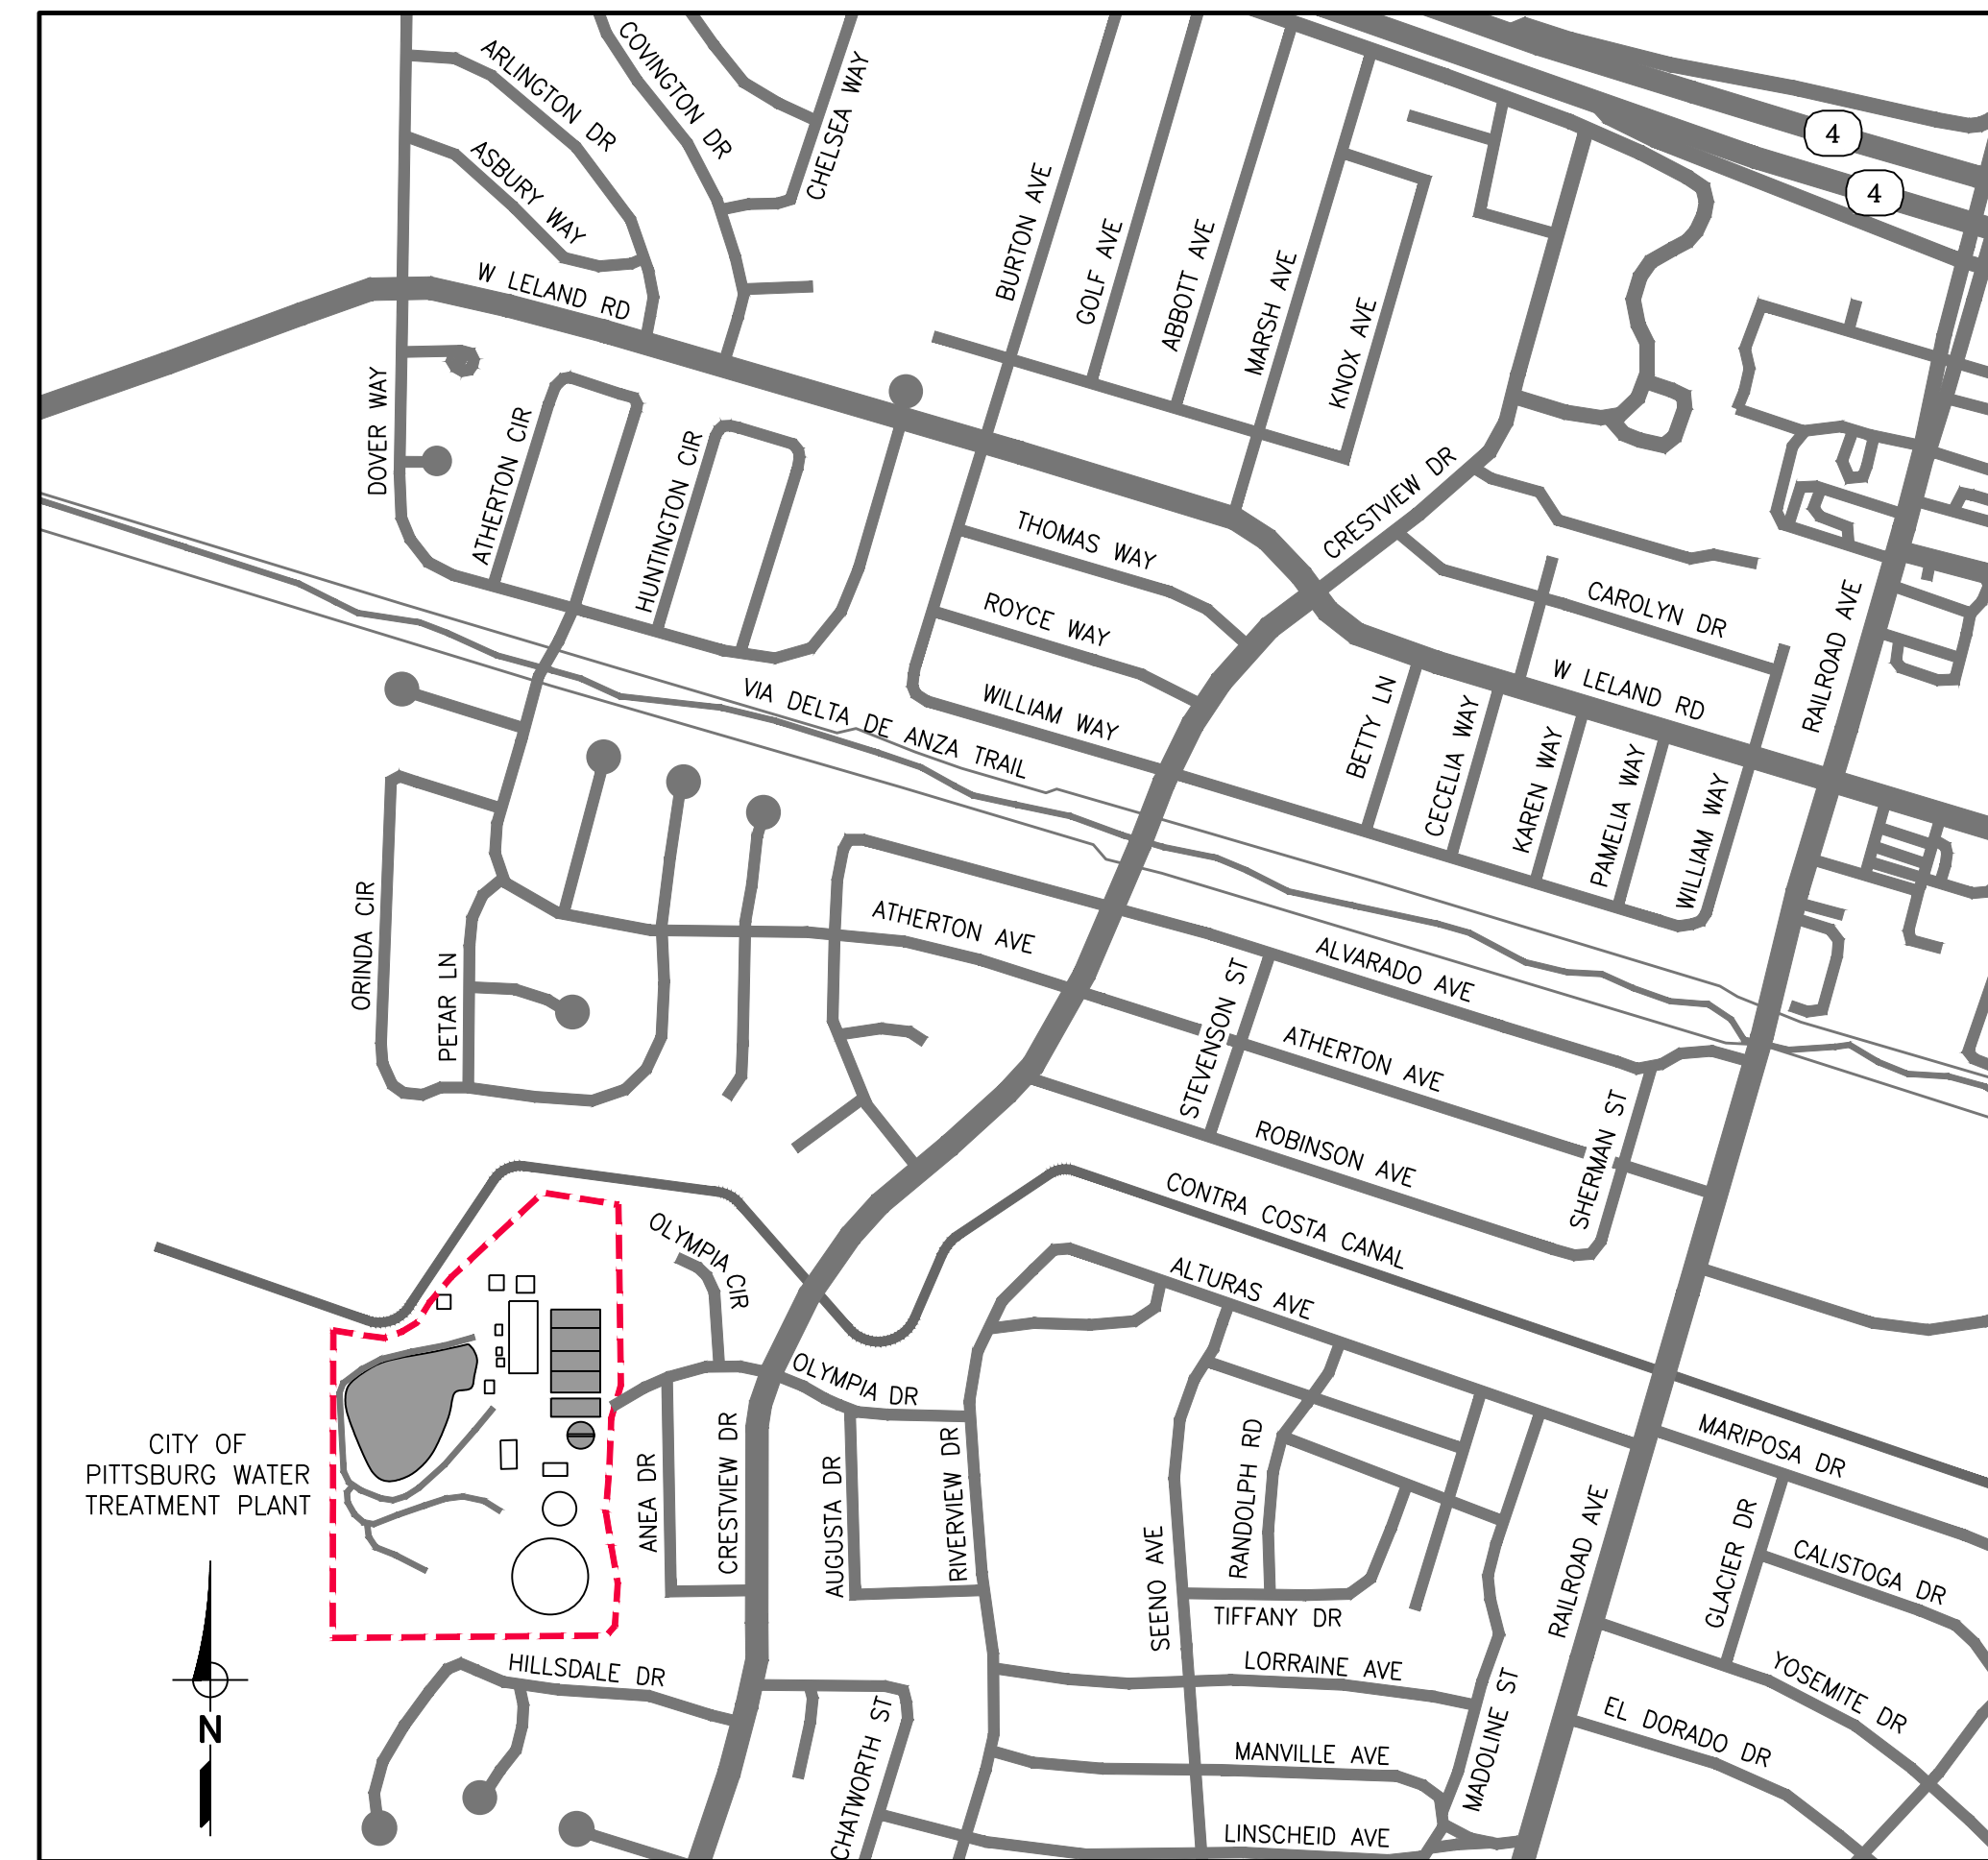 ARLINGTON DR
COVINGTON DR
CHELSEA WAY
ASBURY WAY
4
4
BURTON AVE
GOLF AVE
ABBOTT AVE
MARSH AVE
KNOX AVE
W LELAND RD
DOVER WAY
ATHERTON CIR
HUNTINGTON CIR
CRESTVIEW DR
THOMAS WAY
ROYCE WAY
WILLIAM WAY
CAROLYN DR
RAILROAD AVE
W LELAND RD
VIA DELTA DE ANZA TRAIL
BETTY LN
CECELIA WAY
KAREN WAY
PAMELIA WAY
WILLIAM WAY
ORINDA CIR
PETAR LN
ATHERTON AVE
ALVARADO AVE
STEVENSON ST
ATHERTON AVE
SHERMAN ST
ROBINSON AVE
CONTRA COSTA CANAL
OLYMPIA CIR
ALTURAS AVE
OLYMPIA DR
CITY OF
PITTSBURG WATER
TREATMENT PLANT
ANEA DR
CRESTVIEW DR
AUGUSTA DR
RIVERVIEW DR
RANDOLPH RD
SEENO AVE
TIFFANY DR
RAILROAD AVE
MARIPOSA DR
GLACIER DR
CALISTOGA DR
YOSEMITE DR
EL DORADO DR
HILLSDALE DR
LORRAINE AVE
MADOLINE ST
MANVILLE AVE
CHATWORTH ST
LINSCHEID AVE
N